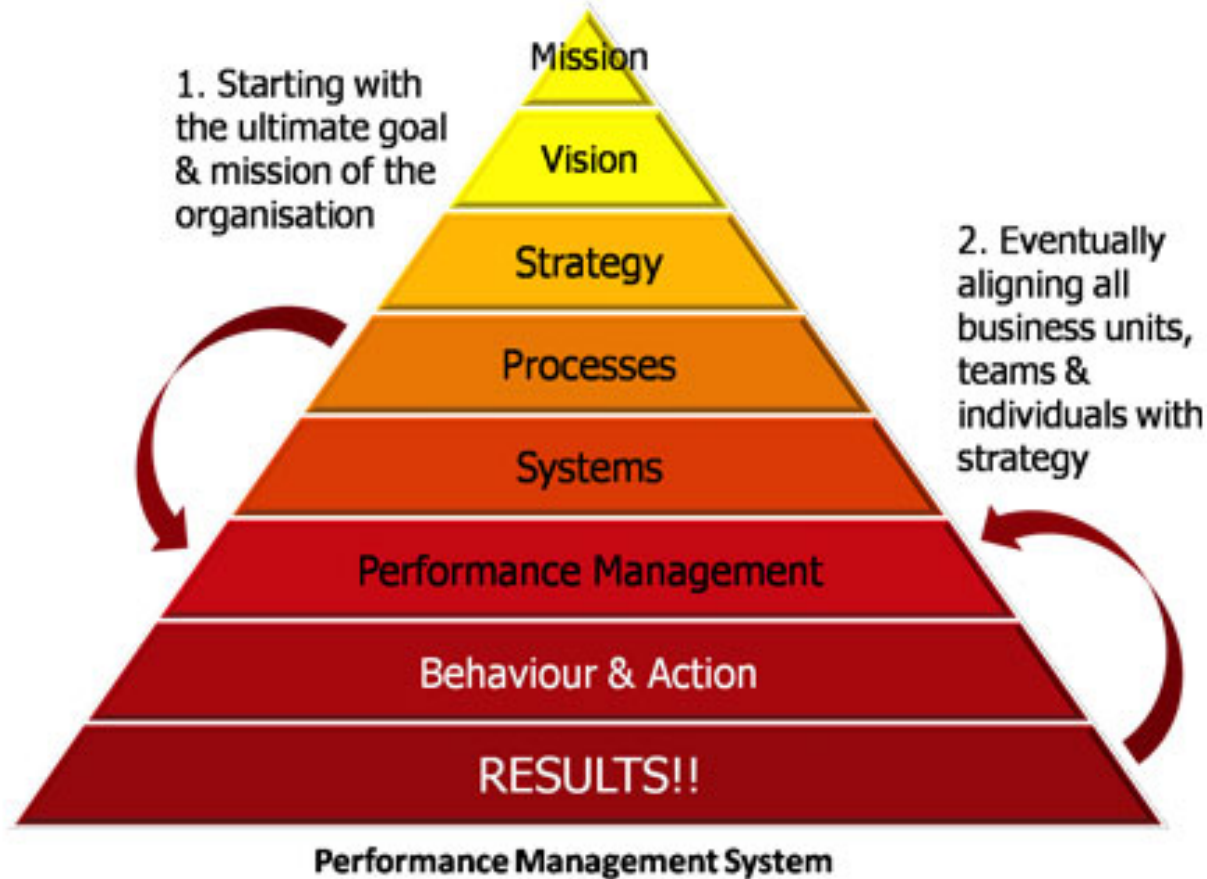 Mission
1. Starting with
the ultimate goal
& mission of the
organisation
Vision
Strategy
2. Eventually
aligning all
business units,
teams &
individuals with
strategy
Processes
Systems
Performance Management
Behaviour & Action
RESULTS!!
Performance Management System